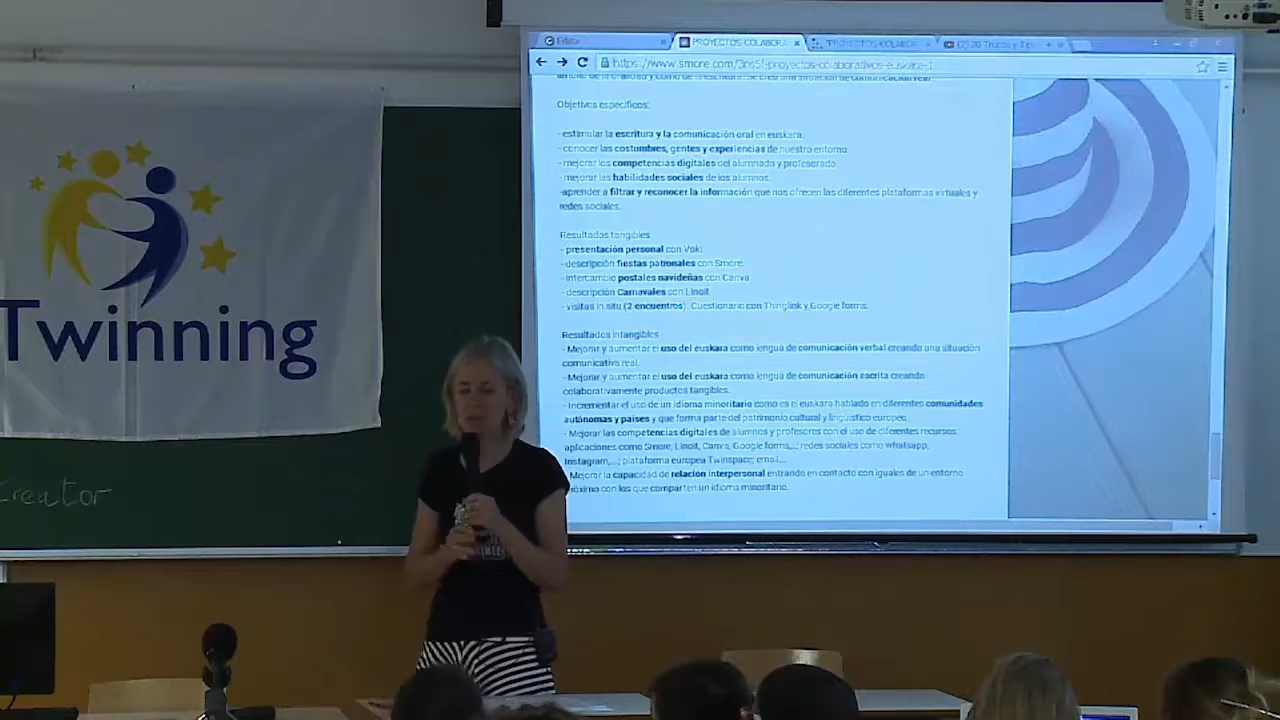 PROYECTOS COLABORA
"PROYECTOS COLABOR
https://www.smore.com/3ns5f-proyectos-colaborativos-euskara-1
Objetivos específicos:
- estimular la escritura y la comunicación oral en euskara.
- conocer las costumbres, gentes y experiencias de nuestro entorno.
- mejorar las competencias digitales del alumnado y profesorado.
- mejorar las habilidades sociales de los alumnos.
-aprender a filtrar y reconocer la información que nos ofrecen las diferentes plataformas virtuales y
redes sociales.
Resultados tangibles
- presentación personal con Voki.
- descripción fiestas patronales con Smore.
- intercambio postales navideñas con Canva
- descripción Carnavales con Linoit
- visitas in situ (2 encuentros). Cuestionario con Thinglink y Google forms.
Resultados intangibles
- Mejorar y aumentar el uso del euskara como lengua de comunicación verbal creando una situación
comunicativa real.
- Mejorar y aumentar el uso del euskara como lengua de comunicación escrita creando
colaborativamente productos tangibles.
- Incrementar el uso de un idioma minoritario como es el euskara hablado en diferentes comunidades
autónomas y países y que forma parte del patrimonio cultural y lingüístico europeo.
- Mejorar las competencias digitales de alumnos y profesores con el uso de diferentes recursos:
aplicaciones como Smore, Linoit, Canva, Google forms,...; redes sociales como whatsapp,
Instagram,...; plataforma europea Twinspace, email...
Mejorar la capacidad de relación interpersonal entrando en contacto con iguales de un entorno
con los que comparten un idioma minoritario.
Twinning
Creator